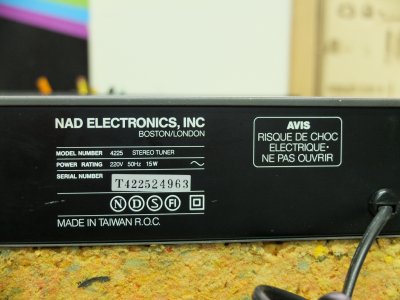 NAD ELECTRONICS, INC
BOSTON/LONDON
MODEL NUMBER 4225 STEREO TUNER
POWER RATING 220V 50Hz 15W
SERIAL NUMBER T422524963
N D S FI
MADE IN TAIWAN R.O.C.
AVIS
RISQUE DE CHOC
ELECTRIQUE-
NE PAS OUVRIR